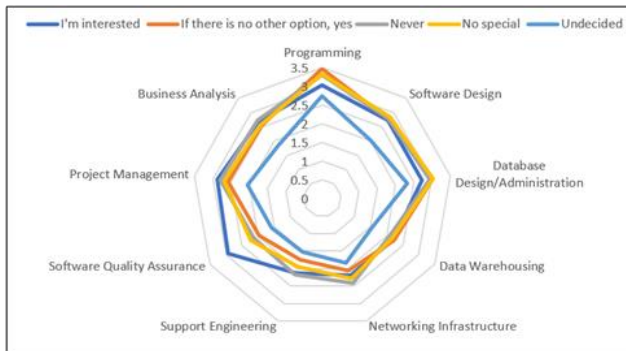 I'm interested If there is no other option, yes Never No special Undecided
Programming
3.5
3
2.5
2
1.5
1
0.5
0
Software Design
Database
Design/Administration
Data Warehousing
Networking Infrastructure
Support Engineering
Software Quality Assurance
Project Management
Business Analysis